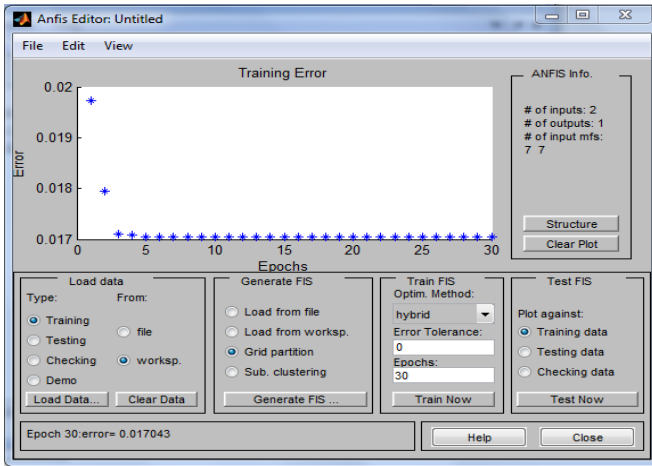 Anfis Editor: Untitled
File Edit View
Training Error
0.02
0.019
0.018
0.017
Error
0 5 10 15 20 25 30
Epochs
ANFIS Info.
# of inputs: 2
# of outputs: 1
# of input mfs:
7 7
Structure
Clear Plot
Load data
Type: From:
Training
Testing
Checking
Demo
file
worksp.
Load Data... Clear Data
Generate FIS
Load from file
Load from worksp.
Grid partition
Sub. clustering
Generate FIS ...
Train FIS
Optim. Method:
hybrid
Error Tolerance:
0
Epochs:
30
Train Now
Test FIS
Plot against:
Training data
Testing data
Checking data
Test Now
Epoch 30:error= 0.017043
Help Close